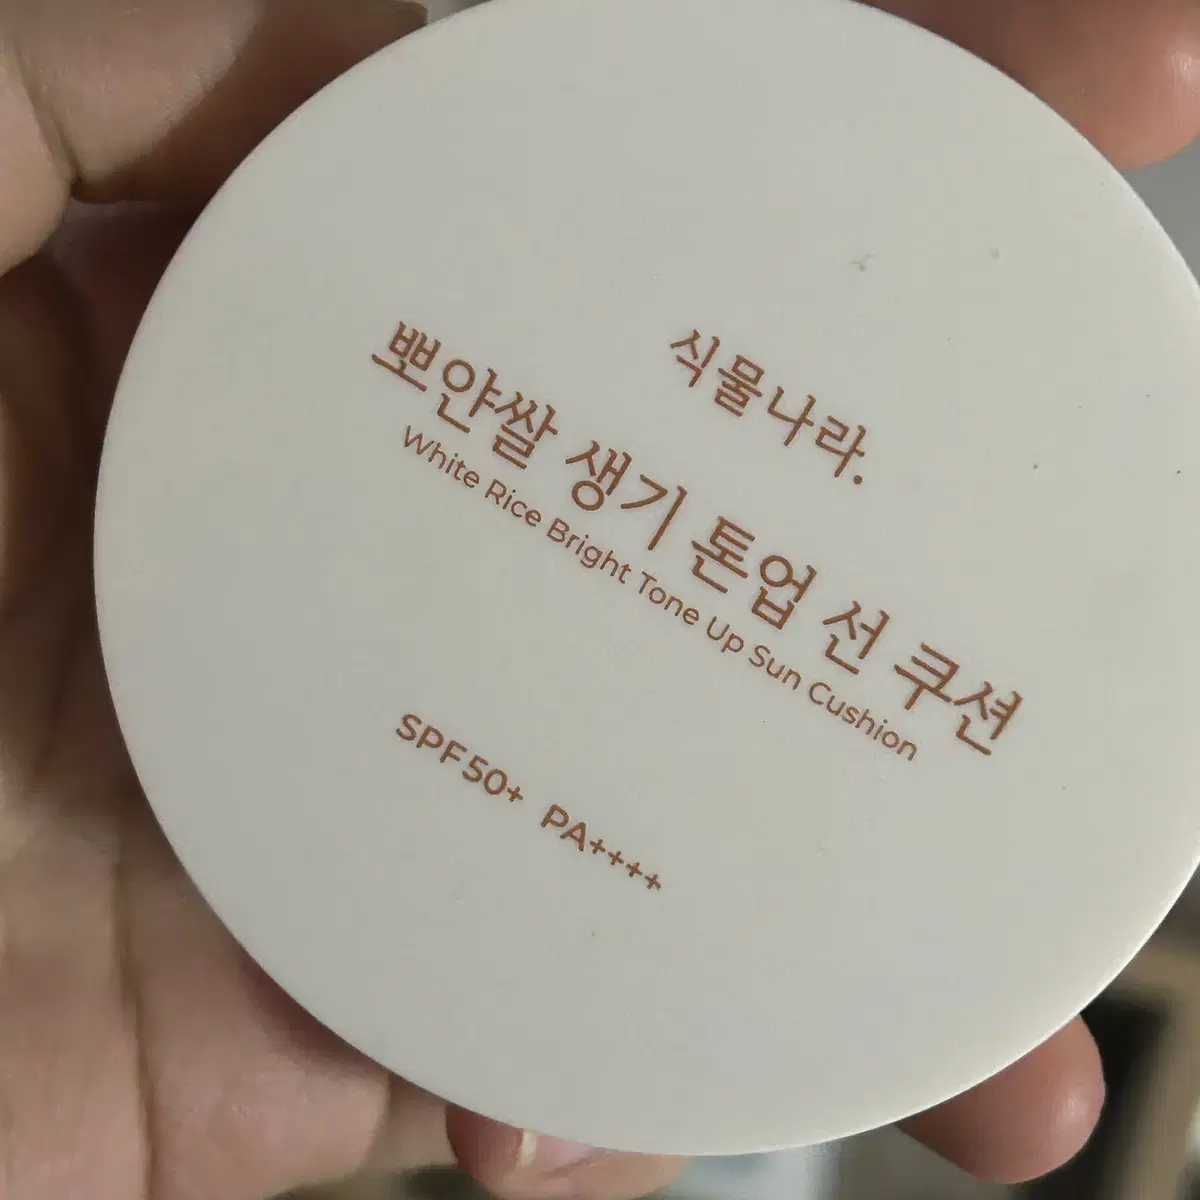 식물나라.
뽀얀쌀 생기 톤업 선 쿠션
White Rice Bright Tone Up Sun Cushion
SPF50+ PA++++